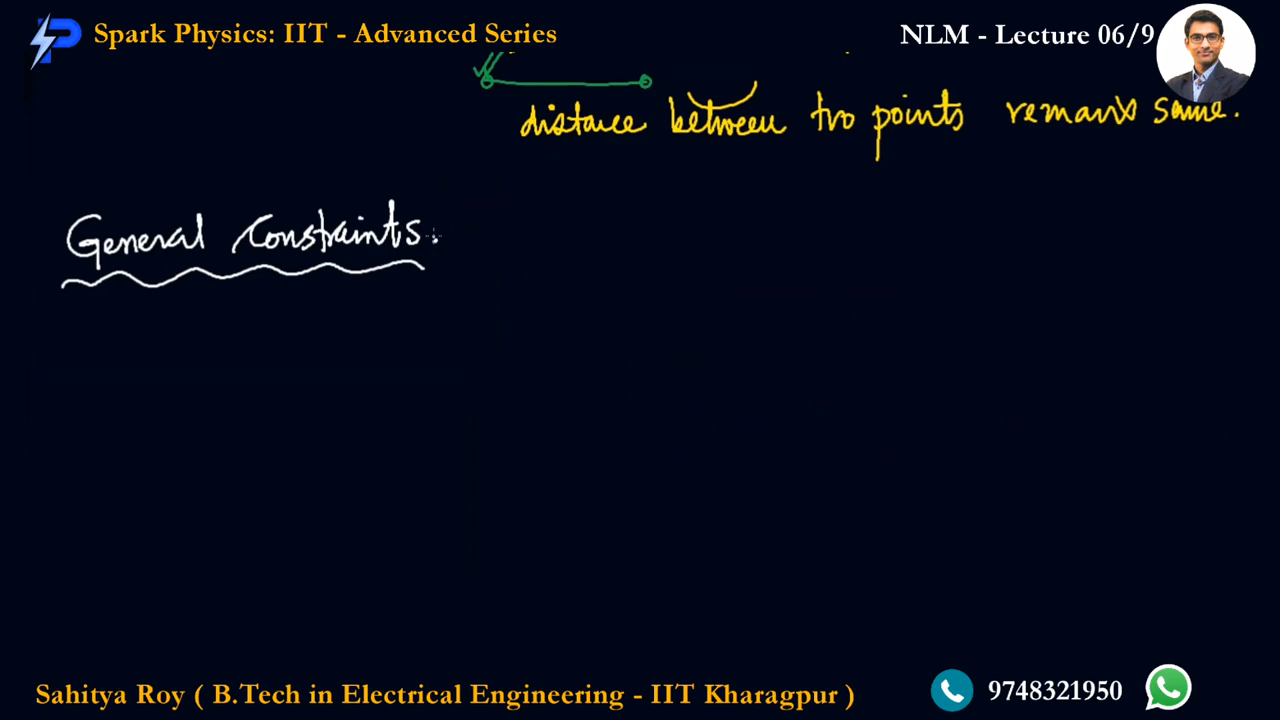 Spark Physics: IIT - Advanced Series
NLM - Lecture 06/9
distance between two points remains same.
General Constraints:
Sahitya Roy ( B.Tech in Electrical Engineering - IIT Kharagpur )
9748321950